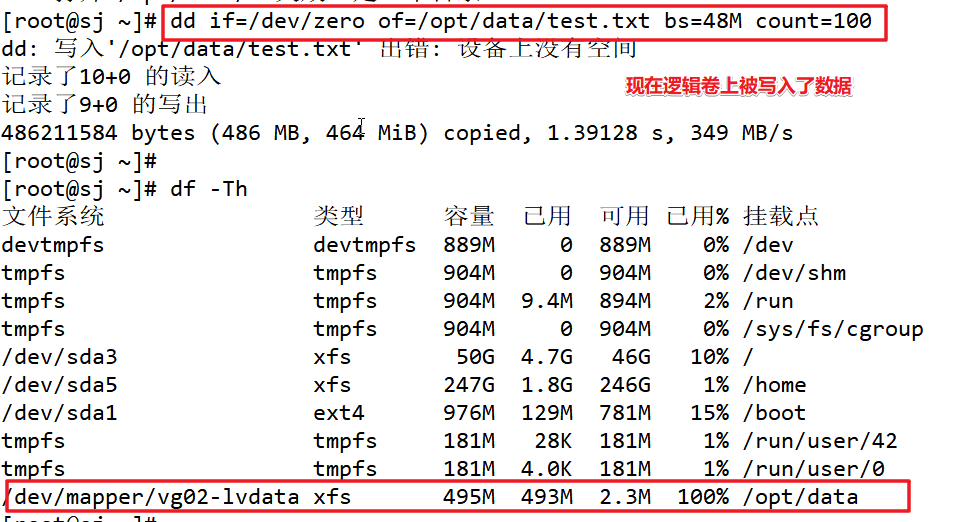 [root@sj ~]# dd if=/dev/zero of=/opt/data/test.txt bs=48M count=100
dd: 写入'/opt/data/test.txt' 出错: 设备上没有空间
记录了10+0 的读入
现在逻辑卷上被写入了数据
记录了9+0 的写出
486211584 bytes (486 MB, 464 MiB) copied, 1.39128 s, 349 MB/s
[root@sj ~]#
[root@sj ~]# df -Th
文件系统 类型 容量 已用 可用 已用% 挂载点
devtmpfs devtmpfs 889M 0 889M 0% /dev
tmpfs tmpfs 904M 0 904M 0% /dev/shm
tmpfs tmpfs 904M 9.4M 894M 2% /run
tmpfs tmpfs 904M 0 904M 0% /sys/fs/cgroup
/dev/sda3 xfs 50G 4.7G 46G 10% /
/dev/sda5 xfs 247G 1.8G 246G 1% /home
/dev/sda1 ext4 976M 129M 781M 15% /boot
tmpfs tmpfs 181M 28K 181M 1% /run/user/42
tmpfs tmpfs 181M 4.0K 181M 1% /run/user/0
/dev/mapper/vg02-lvdata xfs 495M 493M 2.3M 100% /opt/data